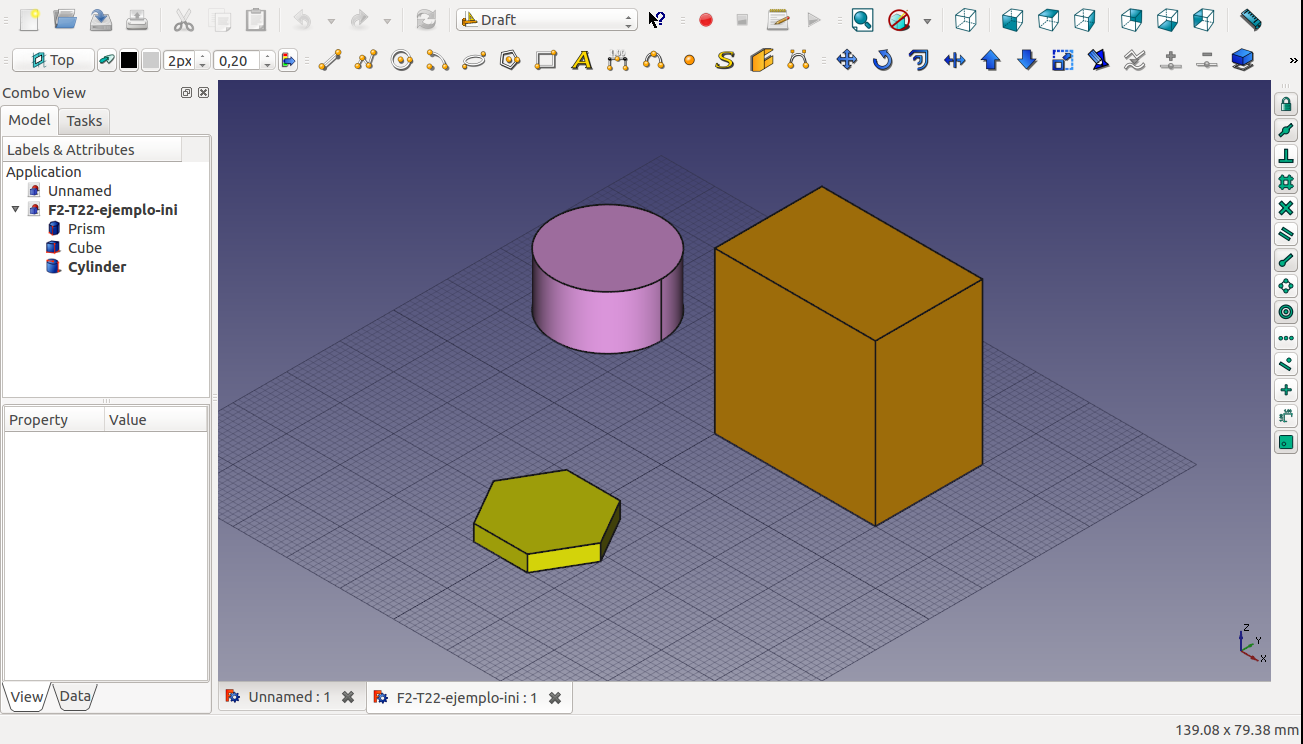 Draft
Top
2px
0,20
Combo View
Model
Tasks
Labels & Attributes
Application
Unnamed
F2-T22-ejemplo-ini
Prism
Cube
Cylinder
Property
Value
View
Data
Unnamed : 1
F2-T22-ejemplo-ini : 1
Z
Y
X
139.08 x 79.38 mm